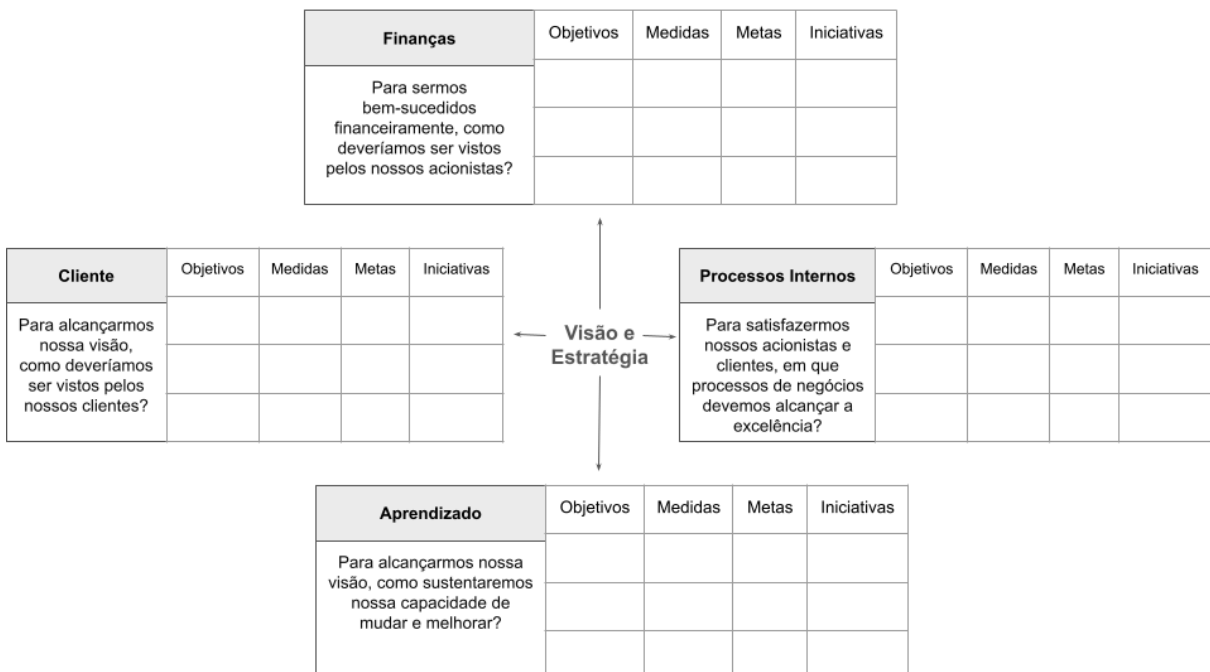 Finanças
Objetivos Medidas Metas Iniciativas
Para sermos
bem-sucedidos
financeiramente, como
deveríamos ser vistos
pelos nossos acionistas?
Cliente
Objetivos Medidas Metas Iniciativas
Para alcançarmos
nossa visão,
como deveríamos
ser vistos pelos
nossos clientes?
Visão e
Estratégia
Processos Internos
Objetivos Medidas Metas Iniciativas
Para satisfazermos
nossos acionistas e
clientes, em que
processos de negócios
devemos alcançar a
excelência?
Aprendizado
Objetivos Medidas Metas Iniciativas
Para alcançarmos nossa
visão, como sustentaremos
nossa capacidade de
mudar e melhorar?